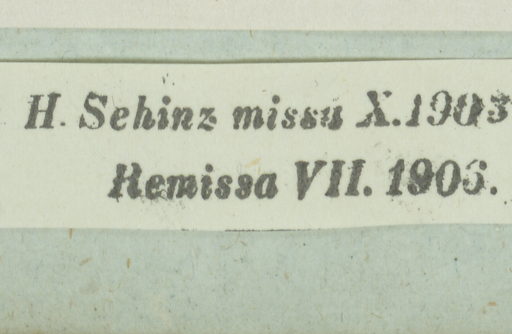 H. Schinz missu X. 1903
Remissa VII. 1906.